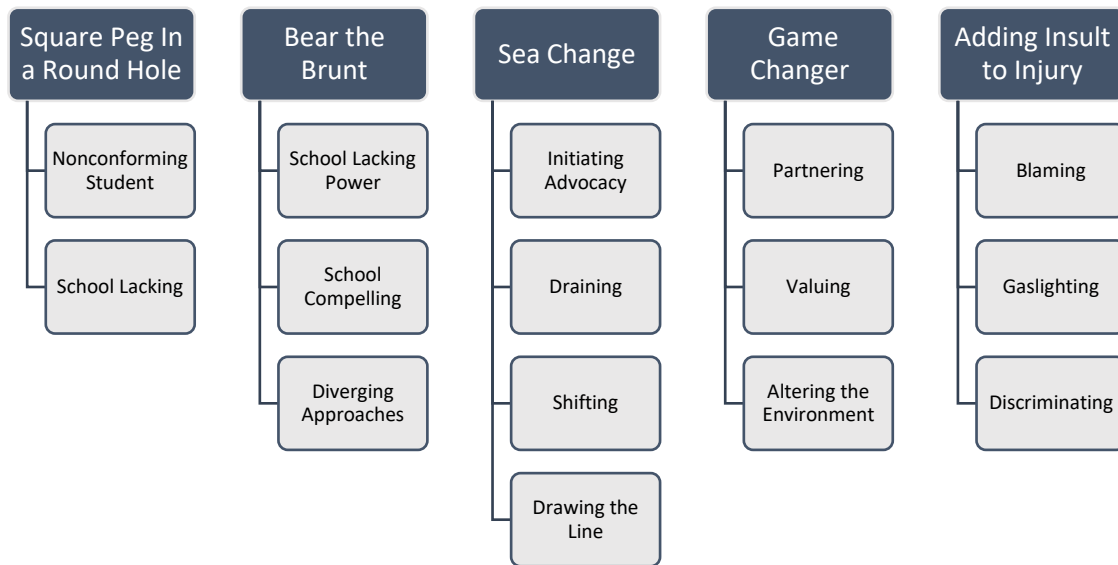 Square Peg In
a Round Hole
Nonconforming
Student
School Lacking
Bear the
Brunt
School Lacking
Power
School
Compelling
Diverging
Approaches
Sea Change
Initiating
Advocacy
Draining
Shifting
Drawing the
Line
Game
Changer
Partnering
Valuing
Altering the
Environment
Adding Insult
to Injury
Blaming
Gaslighting
Discriminating